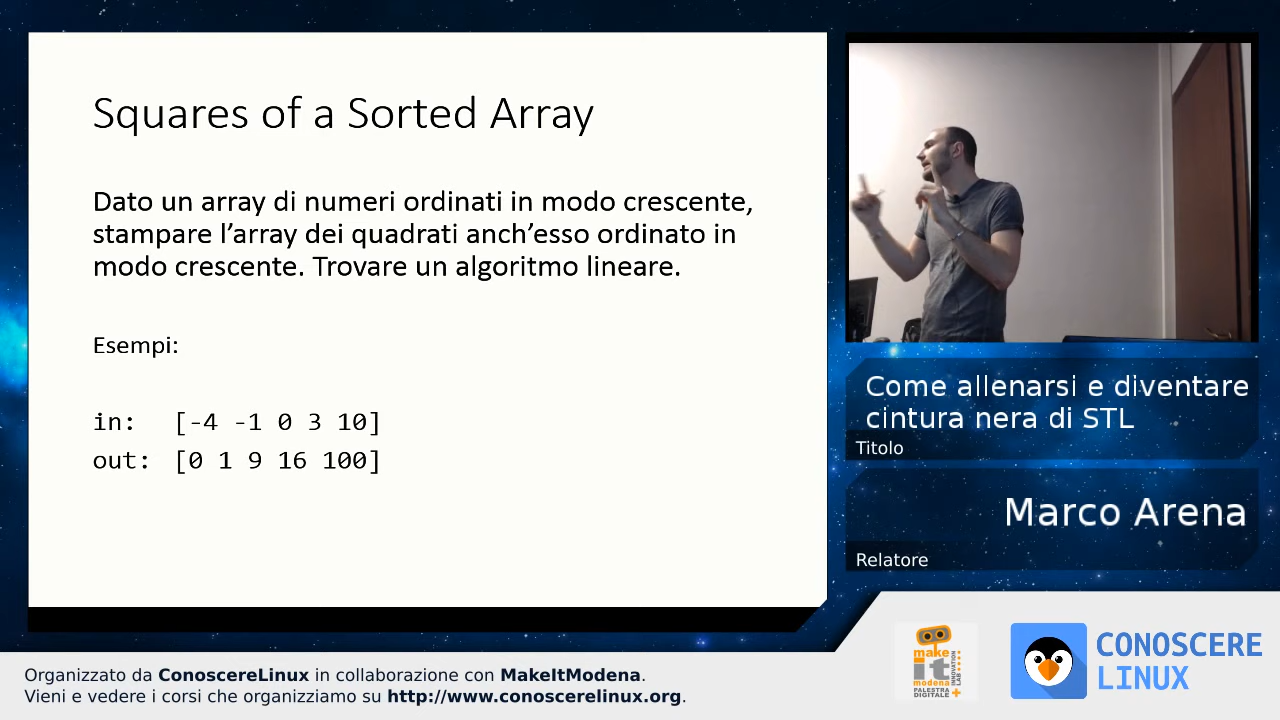 Squares of a Sorted Array
Dato un array di numeri ordinati in modo crescente,
stampare l’array dei quadrati anch’esso ordinato in
modo crescente. Trovare un algoritmo lineare.
Esempi:
in: [-4 -1 0 3 10]
out: [0 1 9 16 100]
Come allenarsi e diventare
cintura nera di STL
Titolo
Marco Arena
Relatore
make
it
modena
PALESTRA
DIGITALE
INNOVATION
LAB
CONOSCERE
LINUX
Organizzato da ConoscereLinux in collaborazione con MakeItModena.
Vieni e vedere i corsi che organizziamo su http://www.conoscerelinux.org.